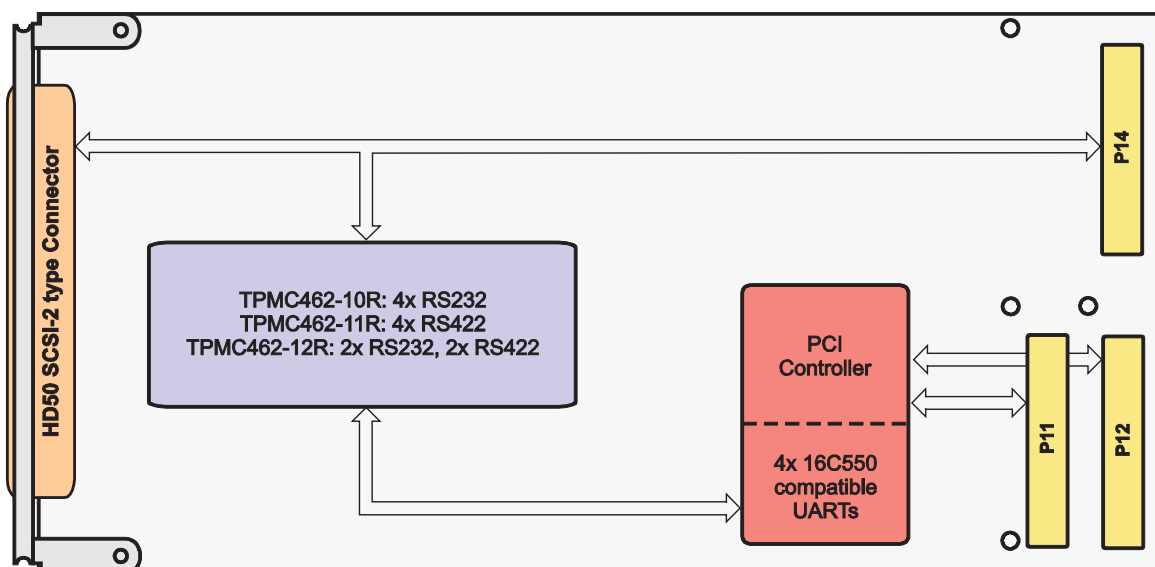 HD50 SCSI-2 type Connector
P14
TPMC462-10R: 4x RS232
TPMC462-11R: 4x RS422
TPMC462-12R: 2x RS232, 2x RS422
PCI
Controller
4x 16C550
compatible
UARTs
P11
P12